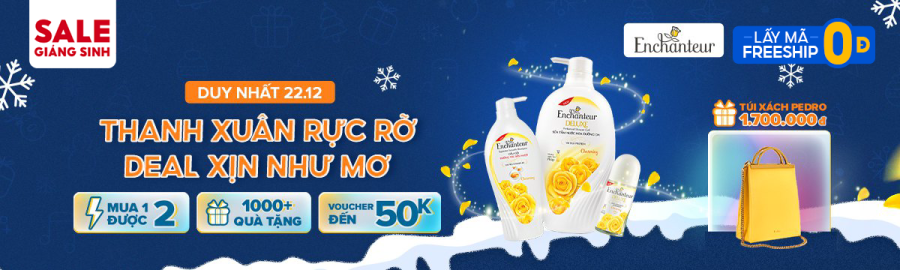 SALE
GIÁNG SINH
DUY NHẤT 22.12
THANH XUÂN RỰC RỠ
DEAL XỊN NHƯ MƠ
MUA 1
ĐƯỢC 2
1000+
QUÀ TẶNG
VOUCHER
ĐẾN 50K
Enchanteur
Enchanteur
DELUXE
Charming
Enchanteur
LẤY MÃ
FREESHIP 0Đ
TÚI XÁCH PEDRO
1.700.000đ